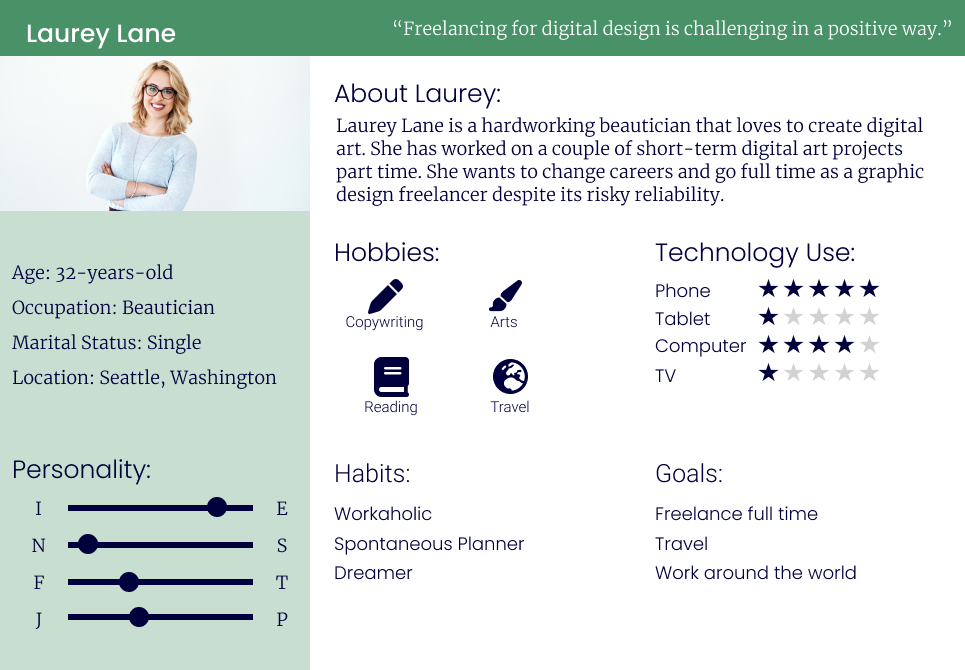 Laurey Lane
“Freelancing for digital design is challenging in a positive way.”
About Laurey:
Laurey Lane is a hardworking beautician that loves to create digital
art. She has worked on a couple of short-term digital art projects
part time. She wants to change careers and go full time as a graphic
design freelancer despite its risky reliability.
Age: 32-years-old
Occupation: Beautician
Marital Status: Single
Location: Seattle, Washington
Personality:
I E
N S
F T
J P
Hobbies:
Copywriting Arts
Reading Travel
Technology Use:
Phone
Tablet
Computer
TV
Habits:
Workaholic
Spontaneous Planner
Dreamer
Goals:
Freelance full time
Travel
Work around the world